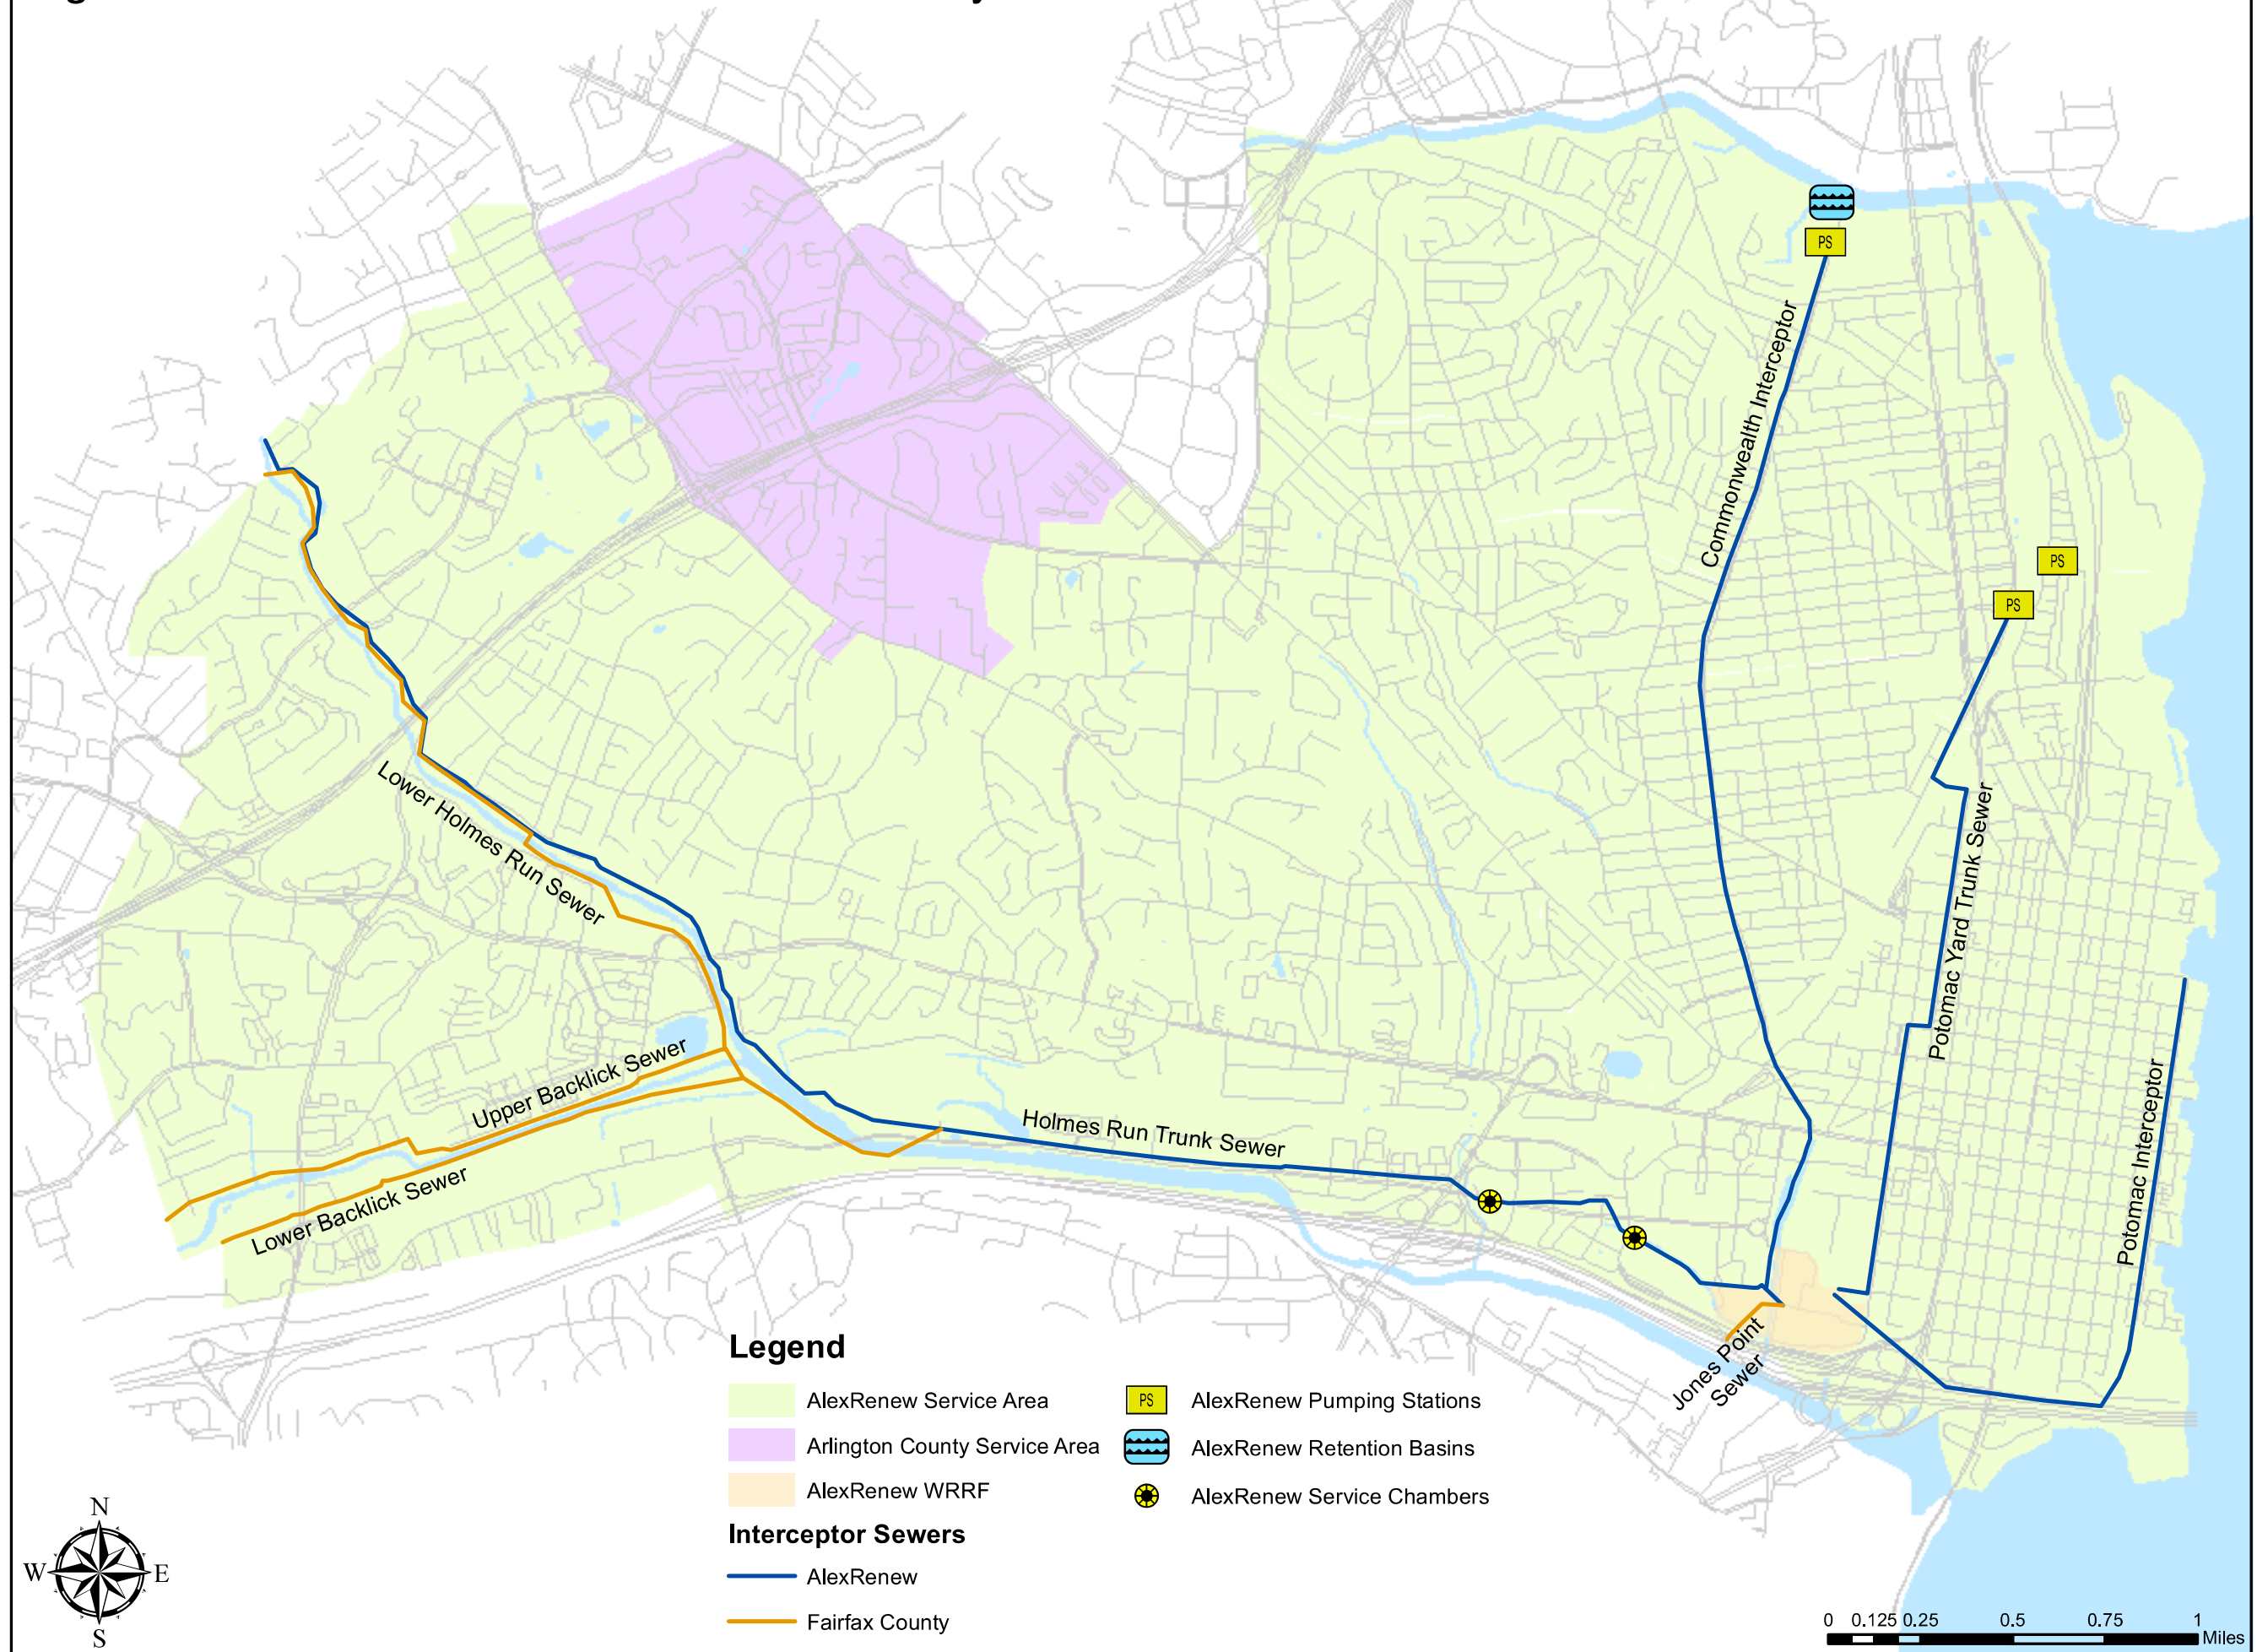 PS
Commonwealth Interceptor
PS
PS
Lower Holmes Run Sewer
Potomac Yard Trunk Sewer
Upper Backlick Sewer
Lower Backlick Sewer
Holmes Run Trunk Sewer
Potomac Interceptor
Jones Point
Sewer
Legend
AlexRenew Service Area
Arlington County Service Area
AlexRenew WRRF
Interceptor Sewers
AlexRenew
Fairfax County
PS AlexRenew Pumping Stations
AlexRenew Retention Basins
AlexRenew Service Chambers
N
W E
S
0 0.125 0.25 0.5 0.75 1
Miles